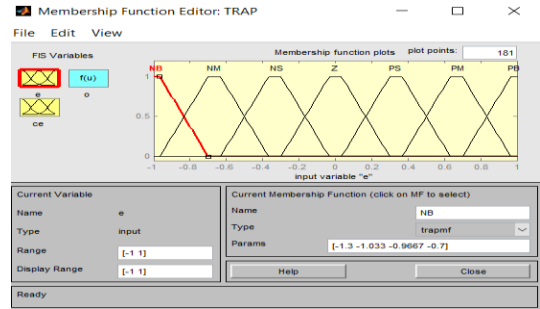 Membership Function Editor: TRAP
File Edit View
FIS Variables
e
f(u)
o
ce
Membership function plots plot points: 181
NB NM NS Z PS PM PB
1
0.5
0
-1 -0.8 -0.6 -0.4 -0.2 0 0.2 0.4 0.6 0.8 1
input variable "e"
Current Variable
Name e
Type input
Range [-1 1]
Display Range [-1 1]
Current Membership Function (click on MF to select)
Name NB
Type trapmf
Params [-1.3 -1.033 -0.9667 -0.7]
Help Close
Ready